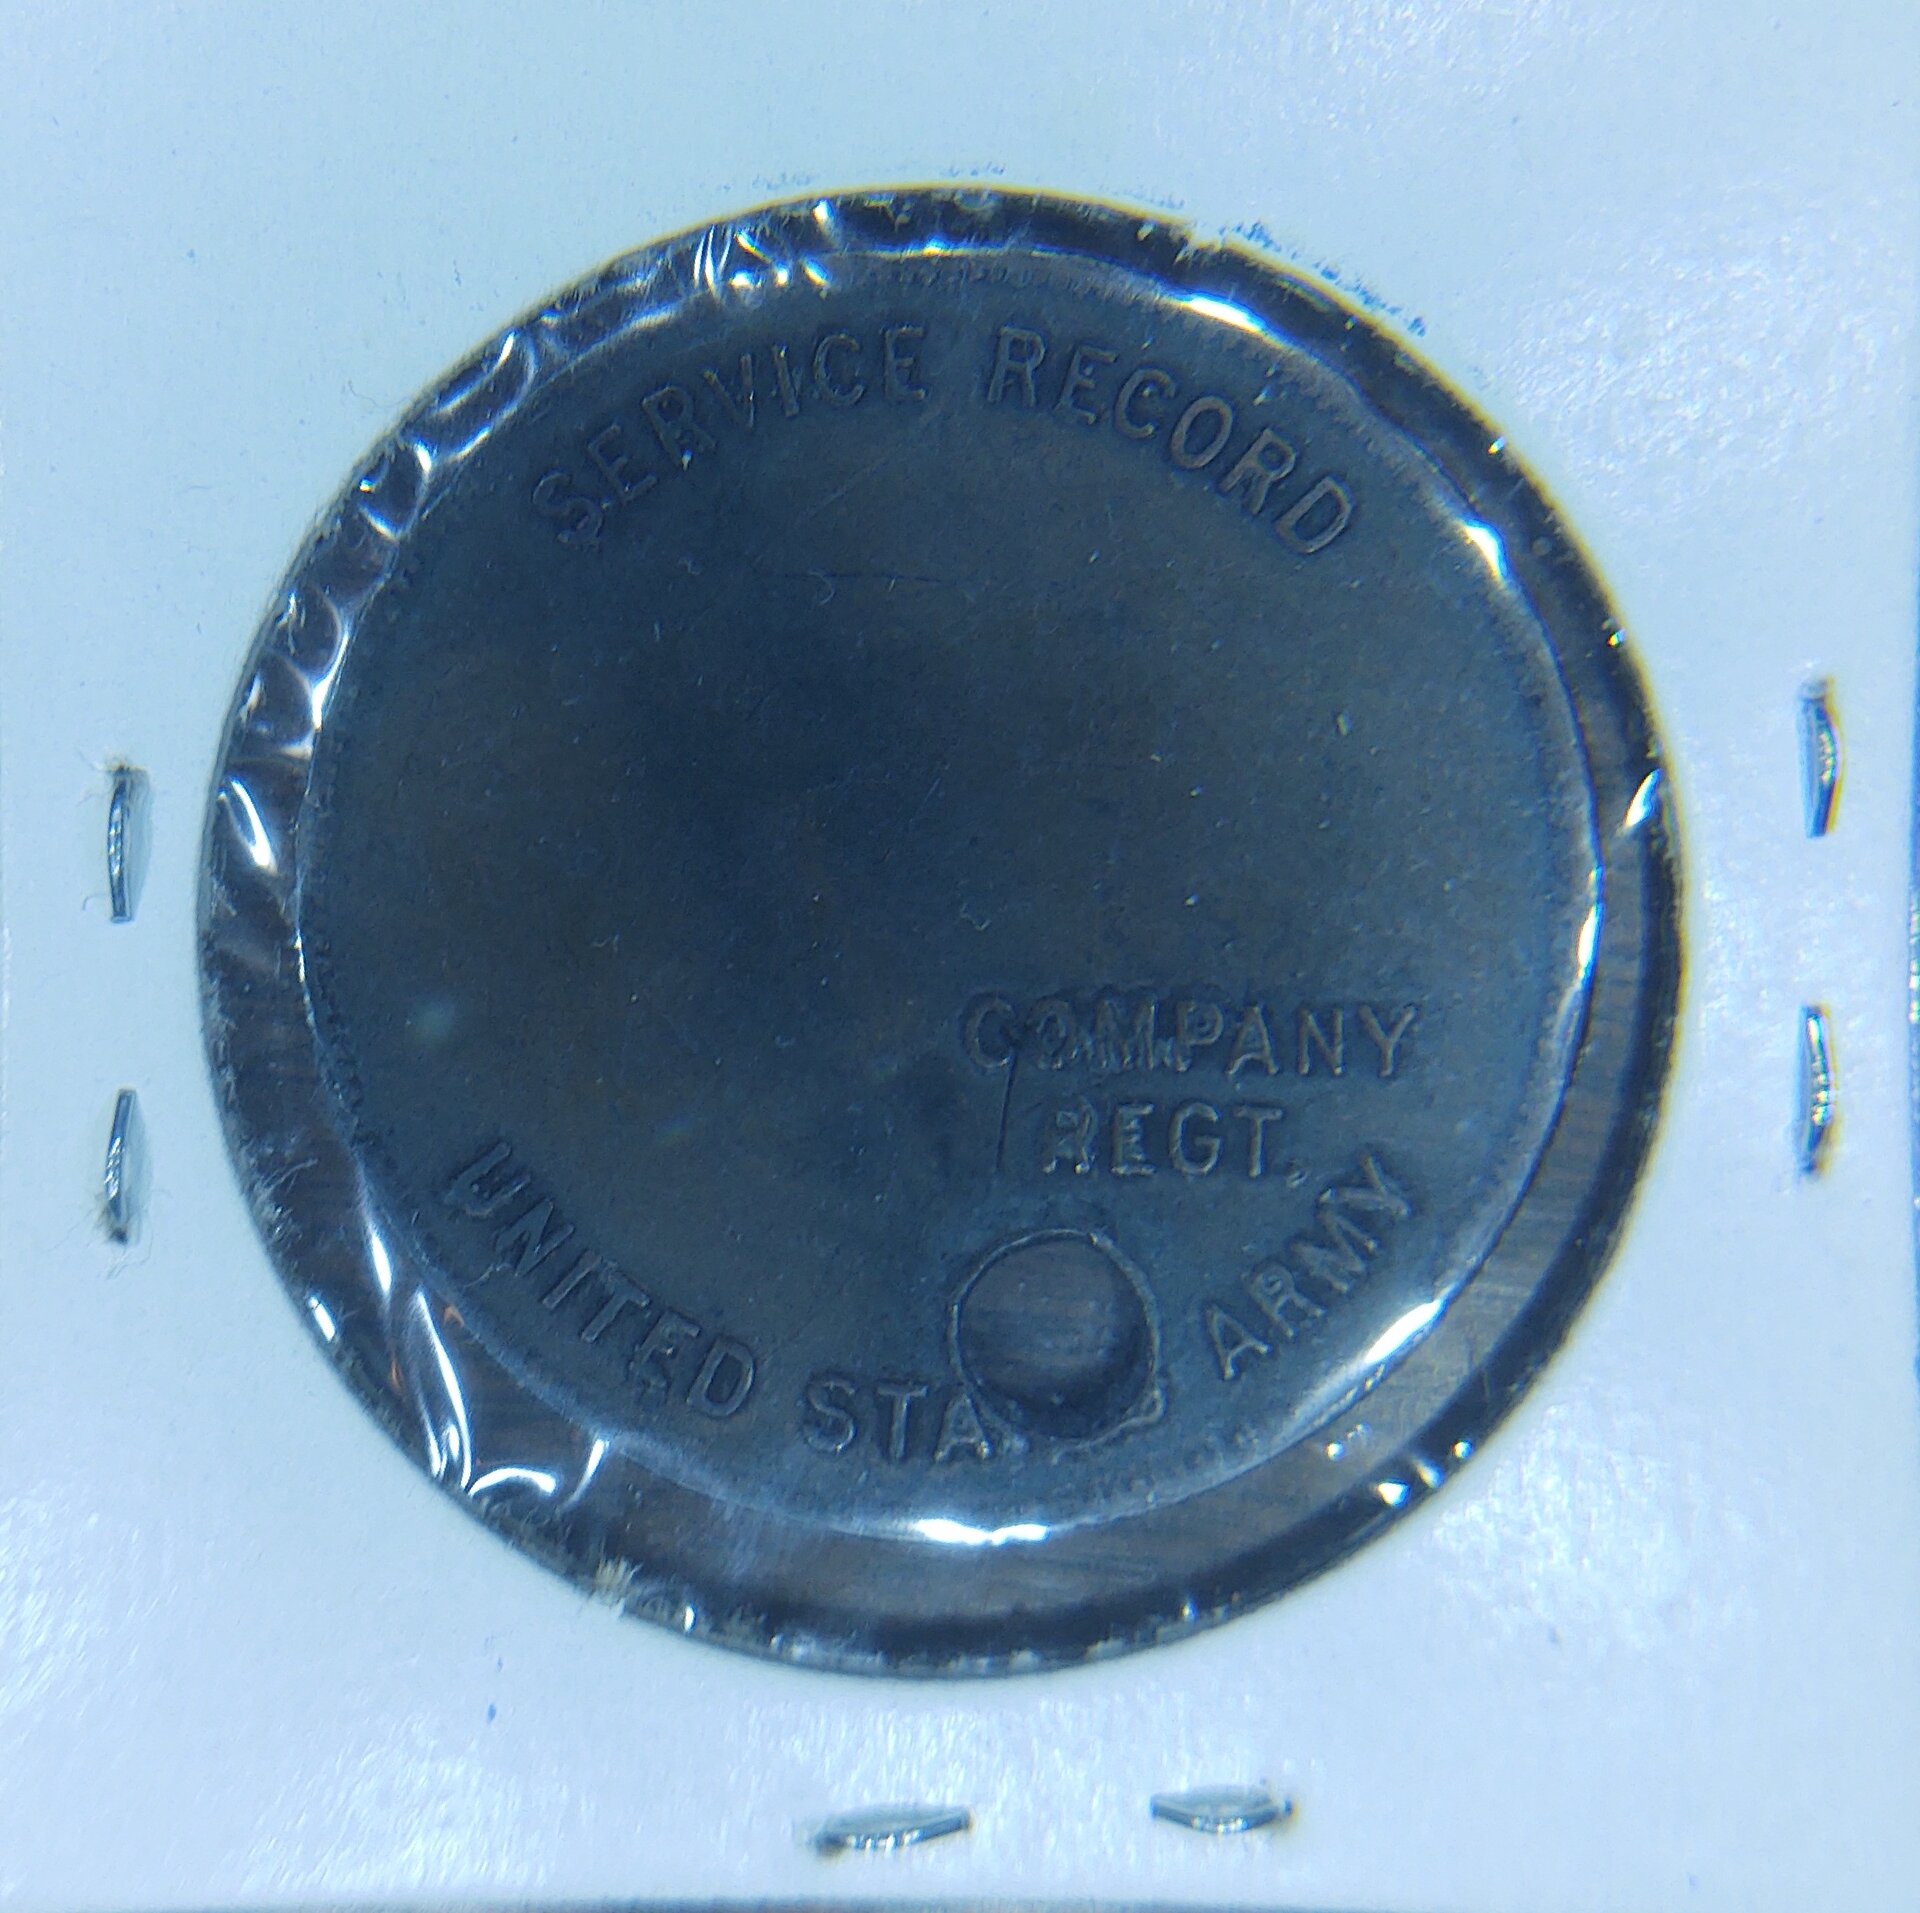 SERVICE RECORD
COMPANY
REGT.
UNITED STA ARMY